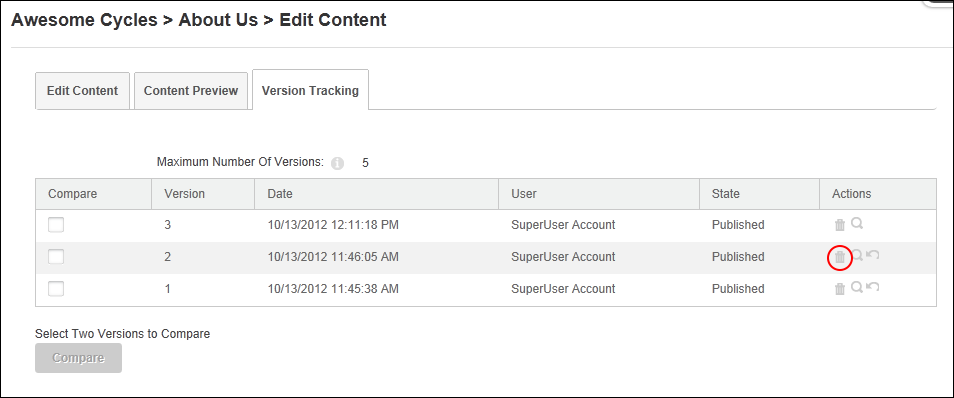 Awesome Cycles > About Us > Edit Content
Edit Content Content Preview Version Tracking
Maximum Number Of Versions: 5
Compare Version Date User State Actions
3 10/13/2012 12:11:18 PM SuperUser Account Published
2 10/13/2012 11:46:05 AM SuperUser Account Published
1 10/13/2012 11:45:38 AM SuperUser Account Published
Select Two Versions to Compare
Compare